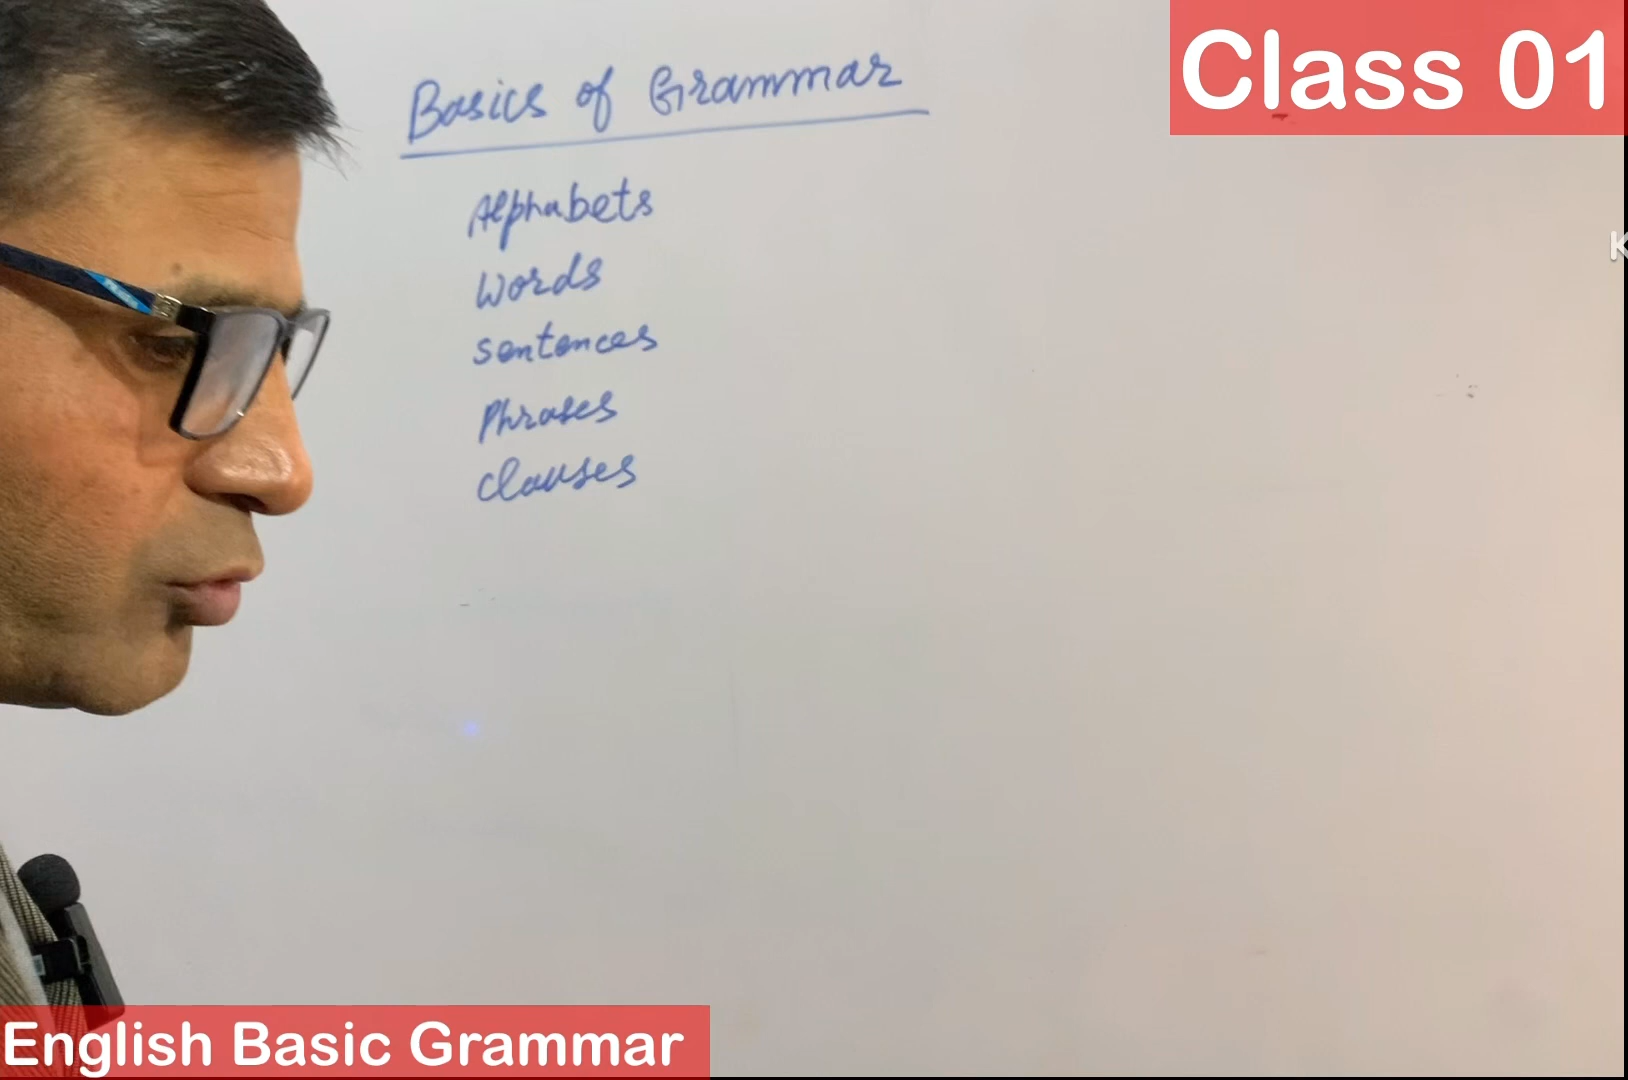 Class 01
Basics of Grammar
Alphabets
Words
Sentences
Phrases
Clauses
English Basic Grammar